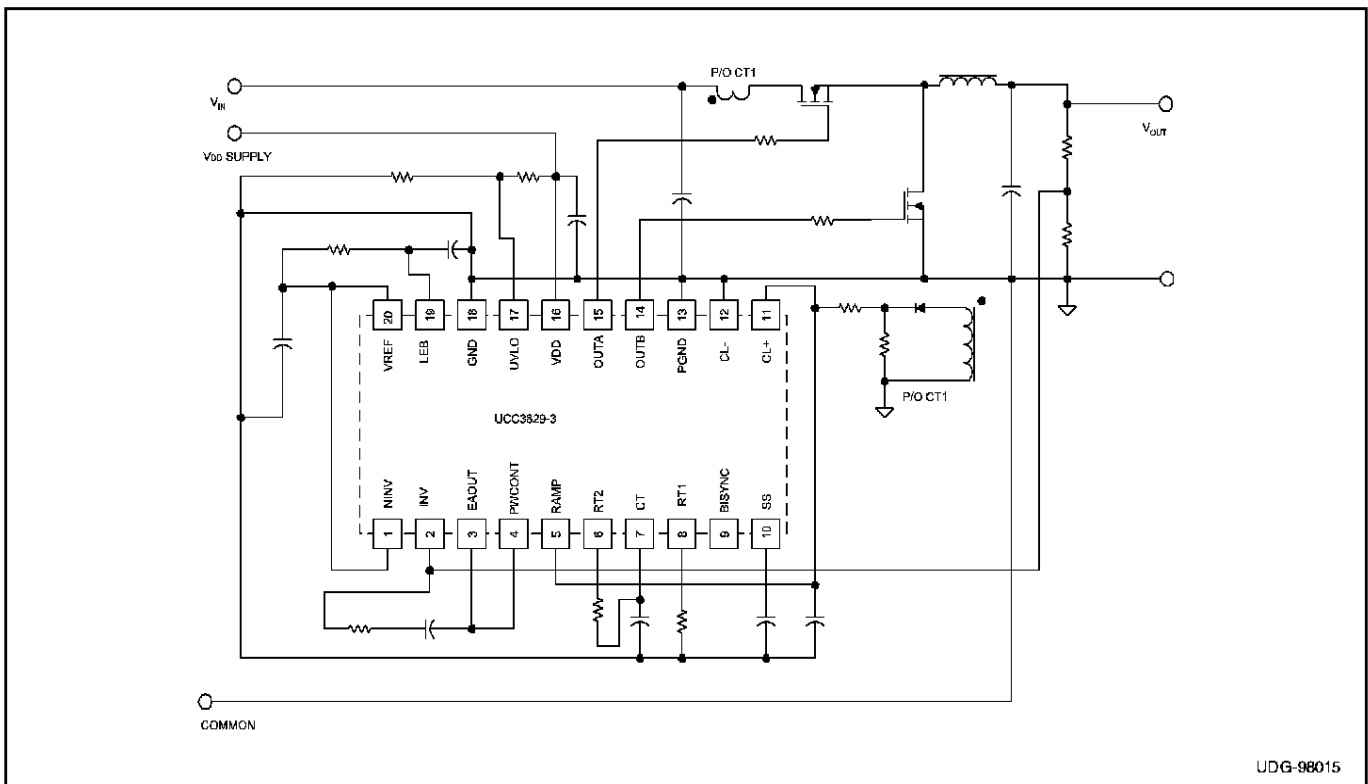 P/O CT1
VIN
VDD SUPPLY
VOUT
20 19 18 17 16 15 14 13 12 11
VREF LEB GND UVLO VDD OUTA OUTB PGND CL- CL+
P/O CT1
UCC3829-3
NINV INV EAOUT PWCONT RAMP RT2 CT RT1 BISYNC SS
1 2 3 4 5 6 7 8 9 10
COMMON
UDG-98015